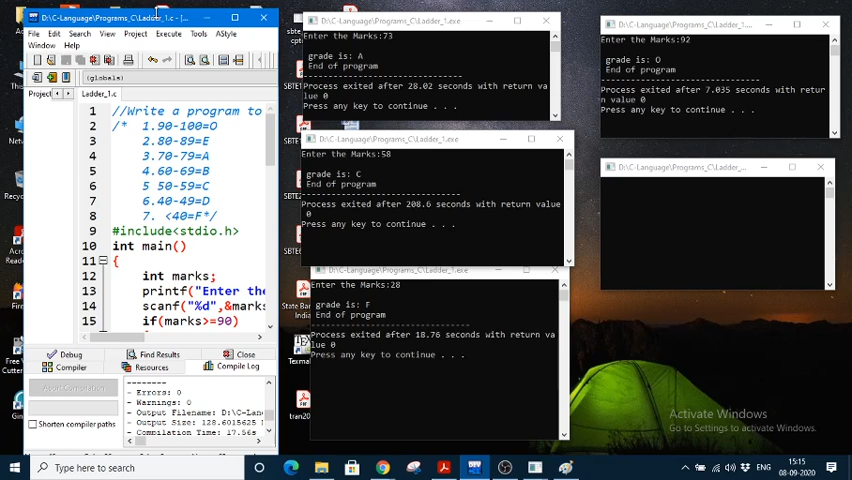 D:\C-Language\Programs_C\Ladder_1.c - [...
File Edit Search View Project Execute Tools AStyle
Window Help
(globals)
Project
Ladder_1.c
1 //Write a program to
2 /* 1.90-100=O
3 2.80-89=E
4 3.70-79=A
5 4.60-69=B
6 5 50-59=C
7 6.40-49=D
8 7. <40=F*/
9 #include<stdio.h>
10 int main()
11 {
12 int marks;
13 printf("Enter the
14 scanf("%d",&marks
15 if(marks>=90)
Debug Find Results Close
Compiler Resources Compile Log
Abort Compilation
Shorten compiler paths
--------
- Errors: 0
- Warnings: 0
- Output Filename: D:\C-Lang
- Output Size: 128.6015625
- Compilation Time: 17.56s
D:\C-Language\Programs_C\Ladder_1.exe
Enter the Marks:73
grade is: A
End of program
--------------------------------
Process exited after 28.02 seconds with return va
lue 0
Press any key to continue . . .
D:\C-Language\Programs_C\Ladder_1.exe
Enter the Marks:58
grade is: C
End of program
--------------------------------
Process exited after 208.6 seconds with return value
0
Press any key to continue . . .
D:\C-Language\Programs_C\Ladder_1.exe
Enter the Marks:28
grade is: F
End of program
--------------------------------
Process exited after 18.76 seconds with return va
lue 0
Press any key to continue . . .
D:\C-Language\Programs_C\Ladder_1.exe
Enter the Marks:92
grade is: O
End of program
--------------------------------
Process exited after 7.035 seconds with retur
n value 0
Press any key to continue . . .
D:\C-Language\Programs_C\Ladder_...
Activate Windows
Go to Settings to activate Windows.
Type here to search
ENG
15:15
08-09-2020